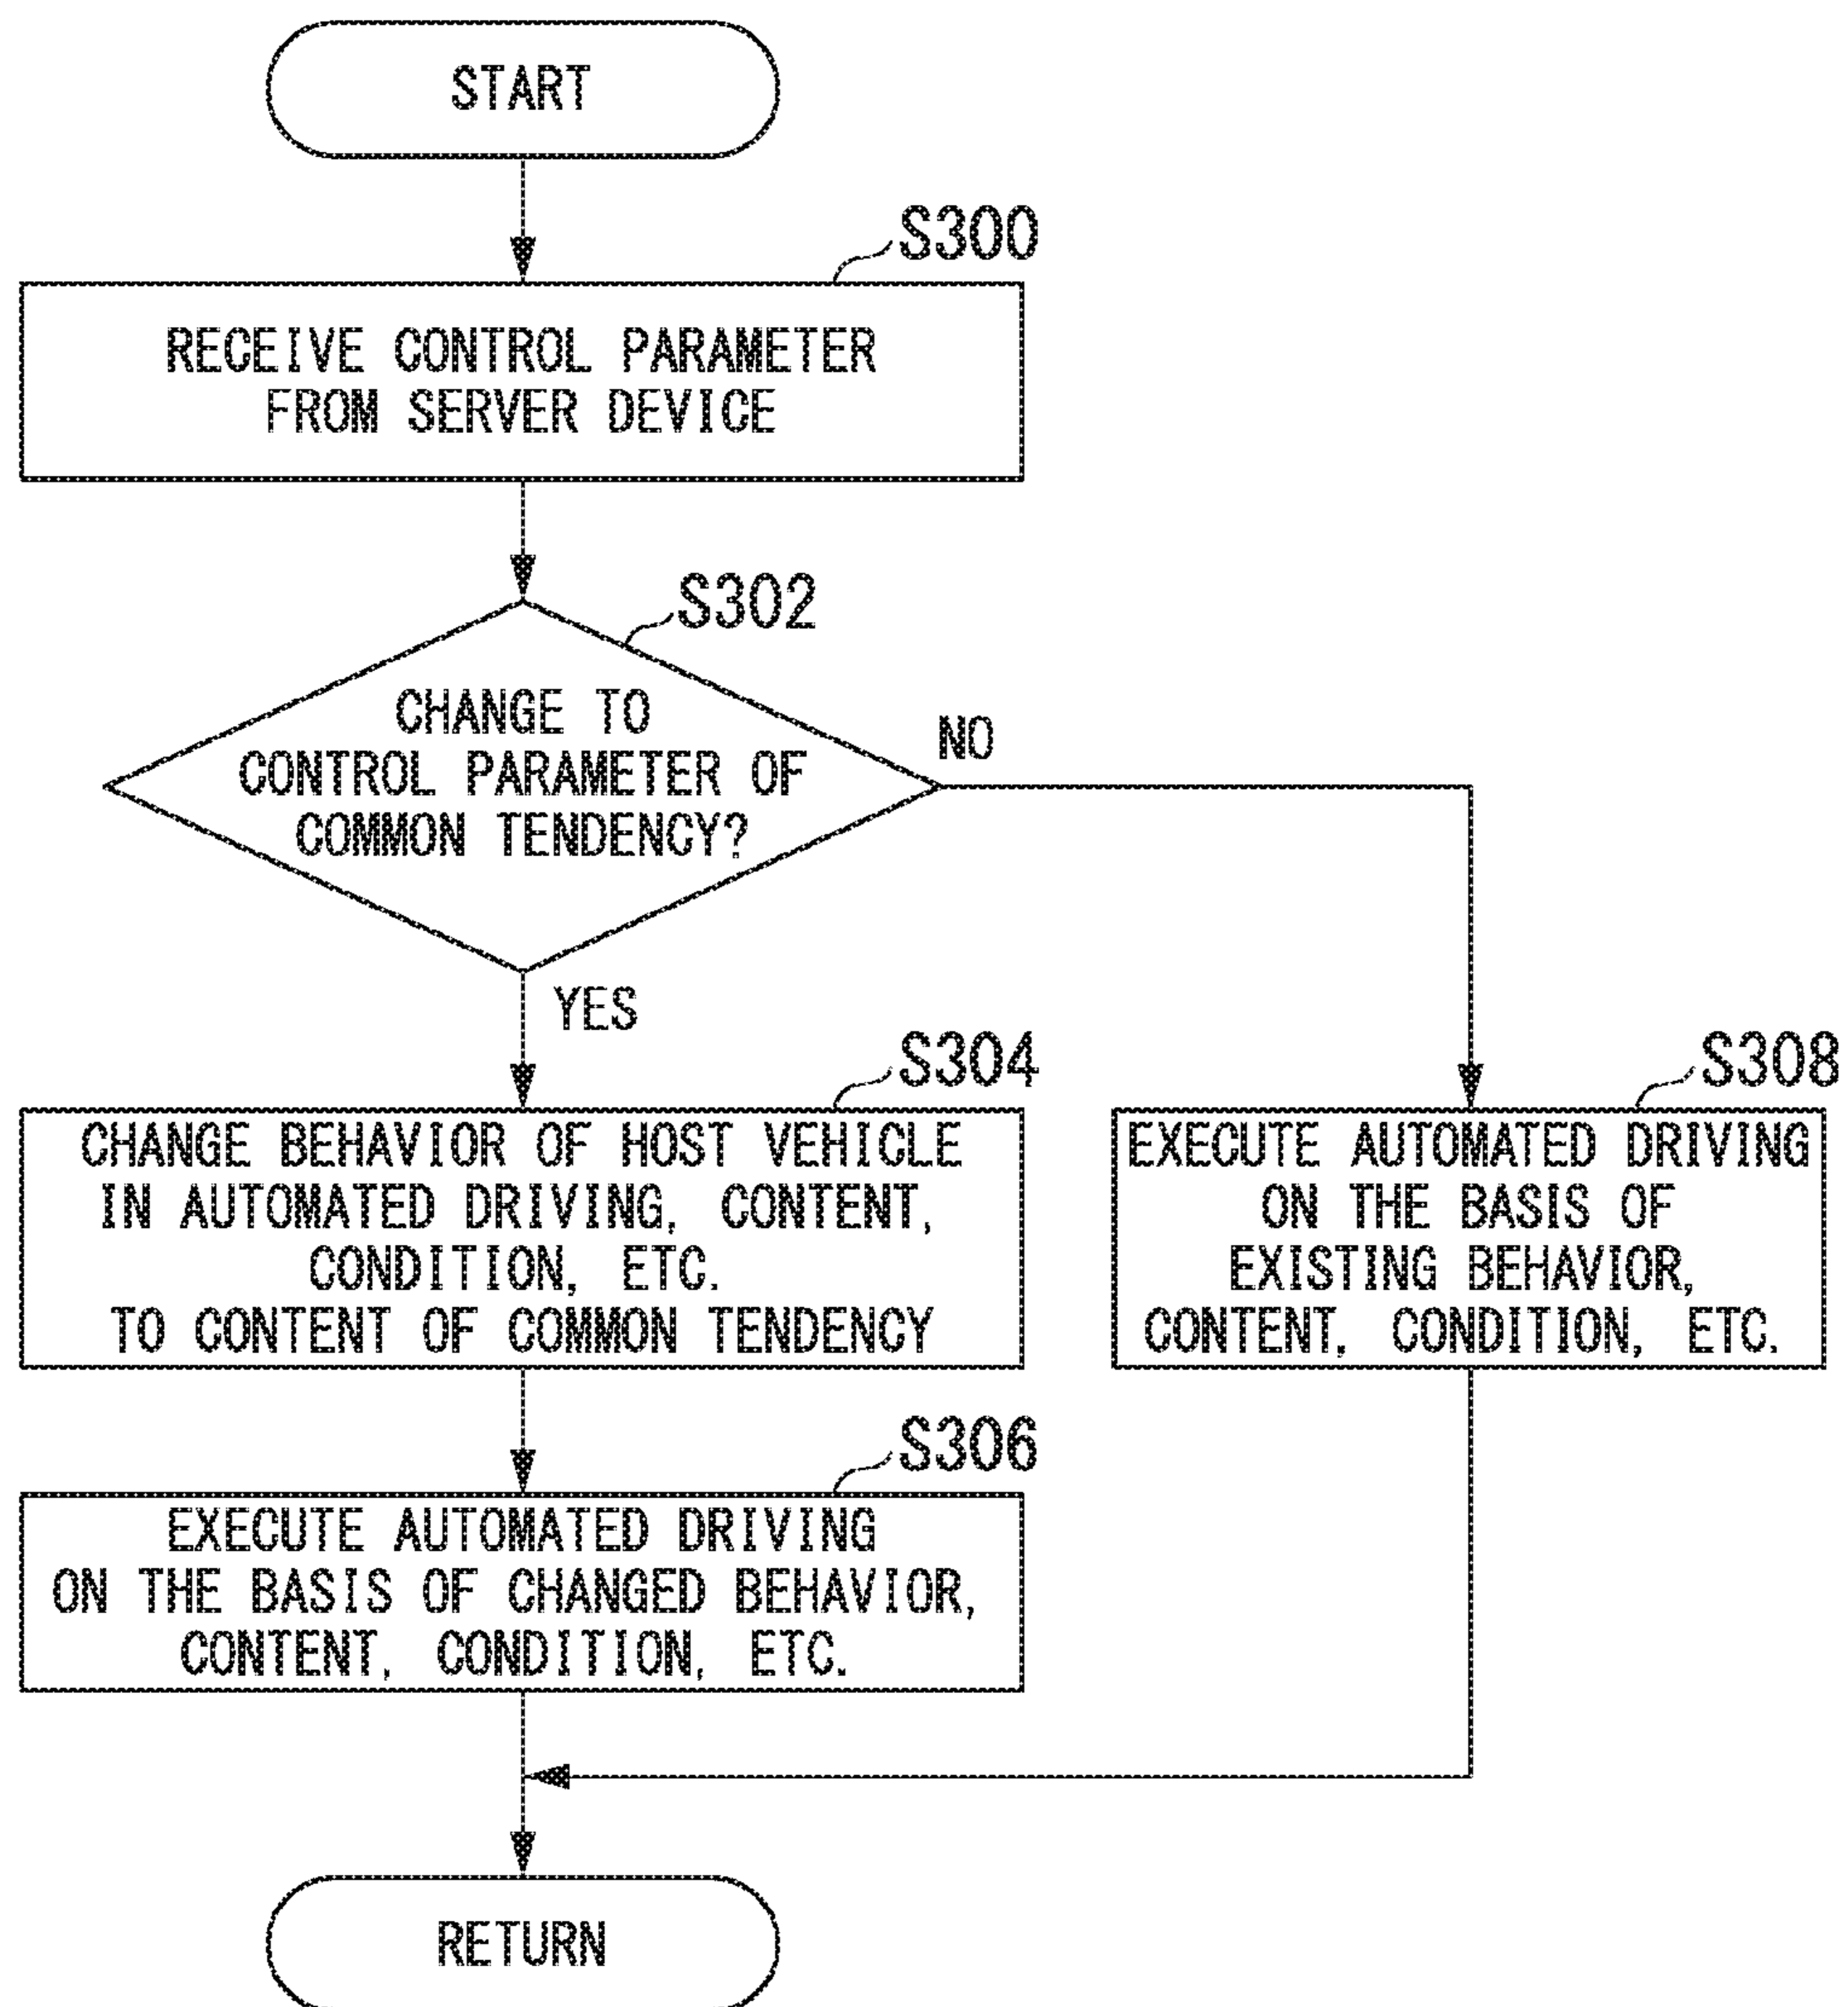 START
S300
RECEIVE CONTROL PARAMETER
FROM SERVER DEVICE
S302
CHANGE TO
CONTROL PARAMETER OF
COMMON TENDENCY?
NO
YES
S304
CHANGE BEHAVIOR OF HOST VEHICLE
IN AUTOMATED DRIVING, CONTENT,
CONDITION, ETC.
TO CONTENT OF COMMON TENDENCY
S308
EXECUTE AUTOMATED DRIVING
ON THE BASIS OF
EXISTING BEHAVIOR,
CONTENT, CONDITION, ETC.
S306
EXECUTE AUTOMATED DRIVING
ON THE BASIS OF CHANGED BEHAVIOR,
CONTENT, CONDITION, ETC.
RETURN